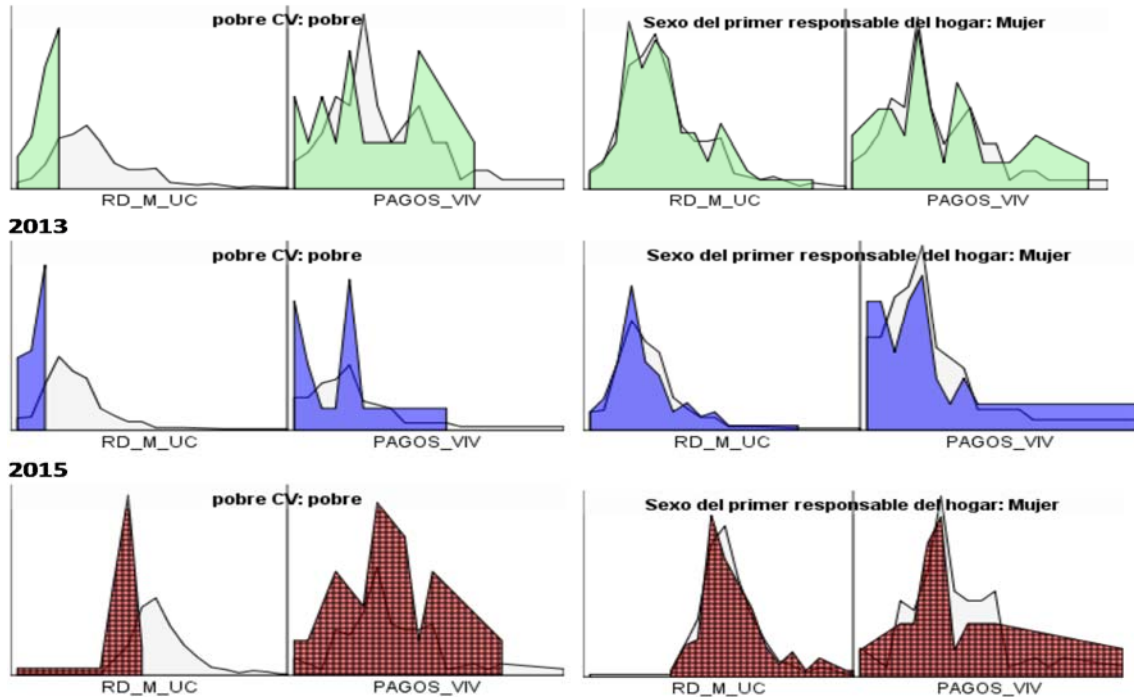 pobre CV: pobre
Sexo del primer responsable del hogar: Mujer
RD_M_UC
PAGOS_VIV
RD_M_UC
PAGOS_VIV
2013
pobre CV: pobre
Sexo del primer responsable del hogar: Mujer
RD_M_UC
PAGOS_VIV
RD_M_UC
PAGOS_VIV
2015
pobre CV: pobre
Sexo del primer responsable del hogar: Mujer
RD_M_UC
PAGOS_VIV
RD_M_UC
PAGOS_VIV